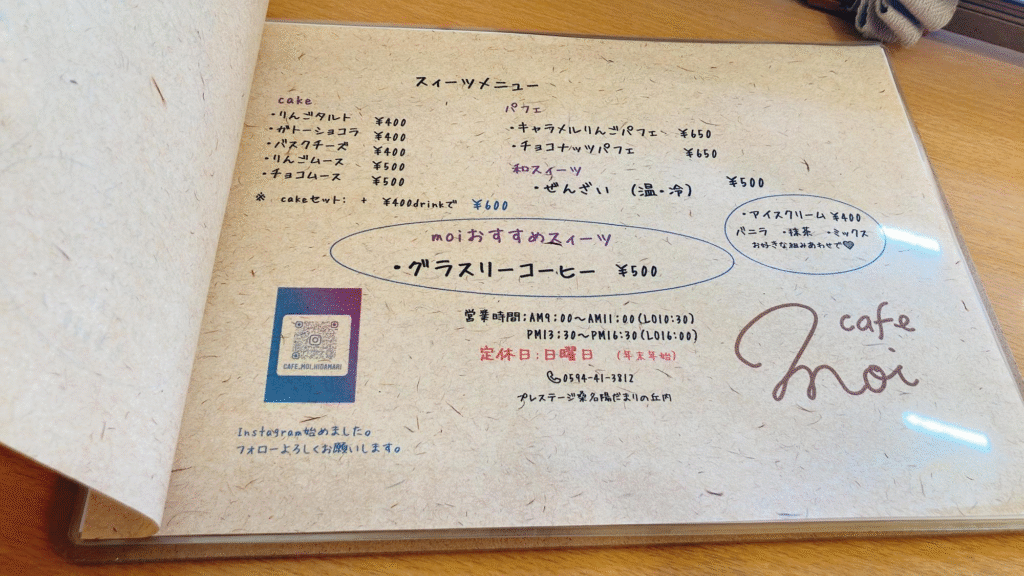 スィーツメニュー
cake
・りんごタルト ¥400
・ガトーショコラ ¥400
・バスクチーズ ¥400
・りんごムース ¥500
・チョコムース ¥500
※ cakeセット: + ¥400drinkで ¥600
パフェ
・キャラメルりんごパフェ ¥650
・チョコナッツパフェ ¥650
和スィーツ
・ぜんざい (温・冷) ¥500
・アイスクリーム ¥400
バニラ ・抹茶 ・ミックス
お好きな組みあわせで
moiおすすめスィーツ
・グラスリーコーヒー ¥500
CAFE.MOI.HIDAMARI
Instagram始めました。
フォローよろしくお願いします。
営業時間:AM9:00～AM11:00(LO10:30)
PM13:30～PM16:30(LO16:00)
定休日:日曜日 (年末年始)
0594-41-3812
プレステージ桑名陽だまりの丘内
cafe
moi